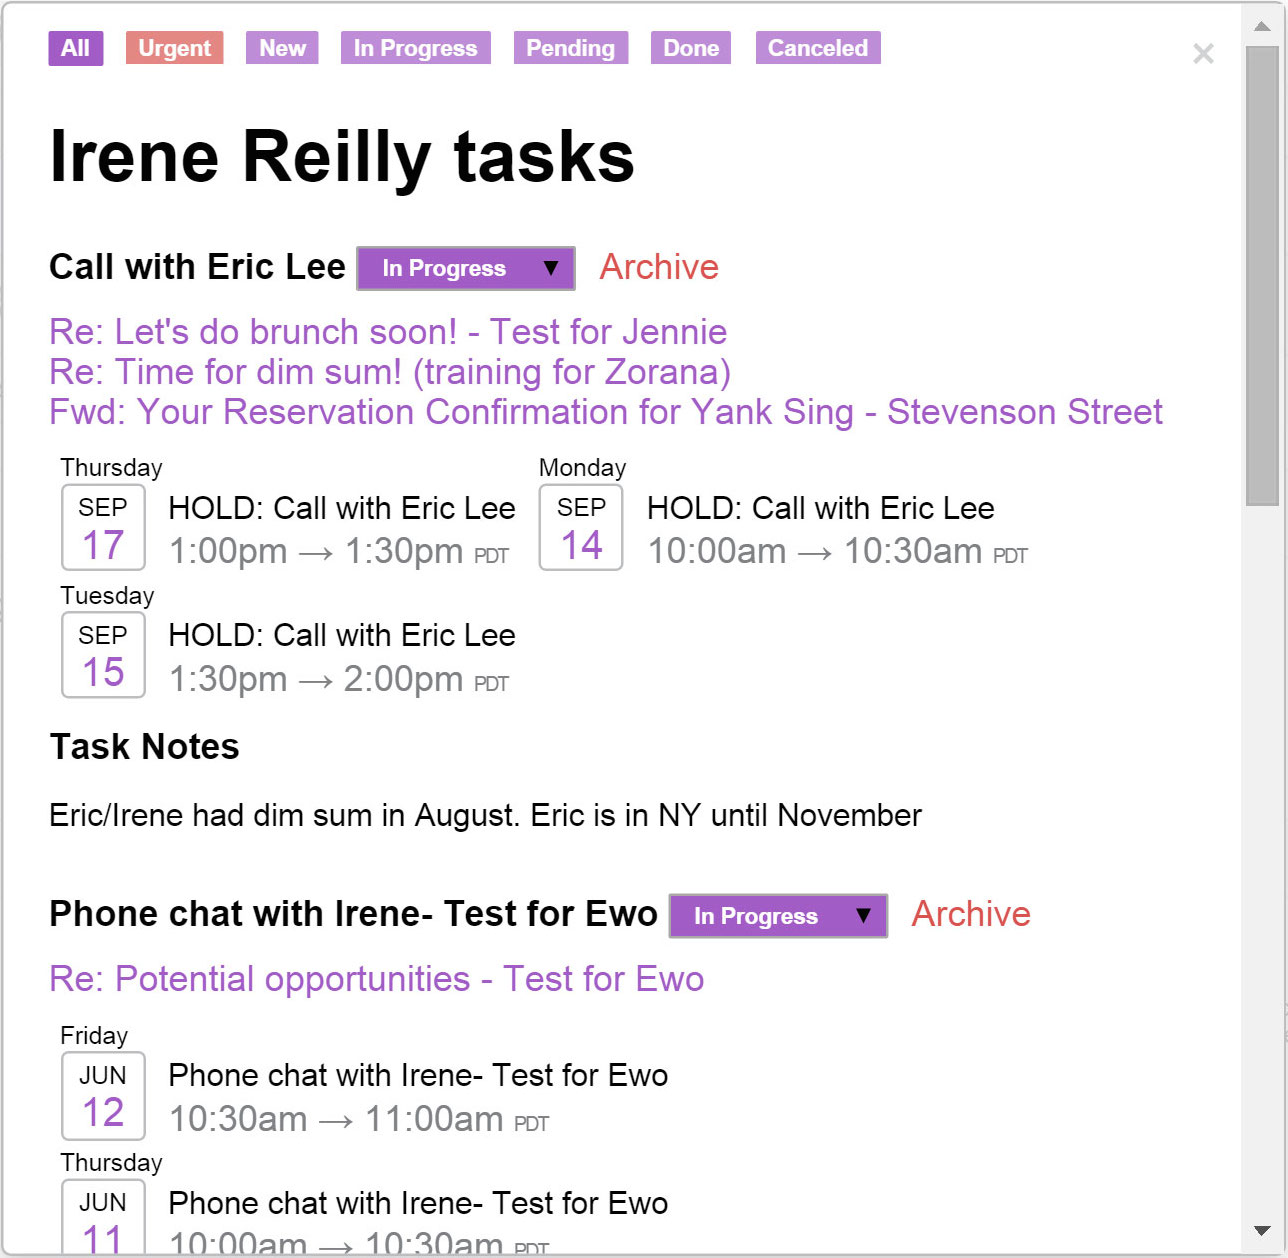 All Urgent New In Progress Pending Done Canceled
×
Irene Reilly tasks
Call with Eric Lee In Progress ▼ Archive
Re: Let's do brunch soon! - Test for Jennie
Re: Time for dim sum! (training for Zorana)
Fwd: Your Reservation Confirmation for Yank Sing - Stevenson Street
Thursday
SEP
17
HOLD: Call with Eric Lee
1:00pm → 1:30pm PDT
Monday
SEP
14
HOLD: Call with Eric Lee
10:00am → 10:30am PDT
Tuesday
SEP
15
HOLD: Call with Eric Lee
1:30pm → 2:00pm PDT
Task Notes
Eric/Irene had dim sum in August. Eric is in NY until November
Phone chat with Irene- Test for Ewo In Progress ▼ Archive
Re: Potential opportunities - Test for Ewo
Friday
JUN
12
Phone chat with Irene- Test for Ewo
10:30am → 11:00am PDT
Thursday
JUN
11
Phone chat with Irene- Test for Ewo
10:00am → 10:30am PDT